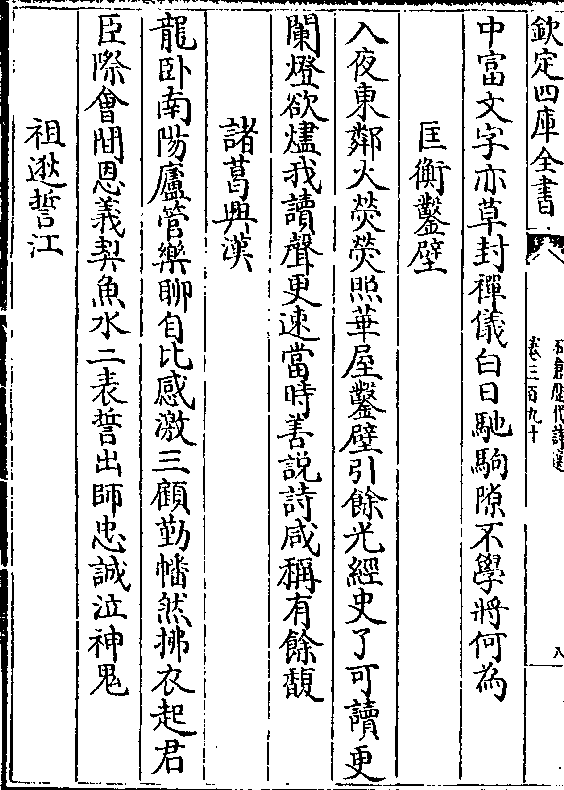 欽定四庫全書
石倉歷代詩選
卷三百九十
八
中富文字亦草封禪儀白日馳駒隙不學將何為
匡衡鑿壁
入夜東鄰火熒熒照華屋鑿壁引餘光經史了可讀更
闌燈欲燼我讀聲更速當時善説詩咸稱有餘馥
諸葛興漢
龍卧南陽廬管樂聊自比感激三顧勤幡然拂衣起君
臣際會間恩義契魚水二表誓出師忠誠泣神鬼
祖逖誓江